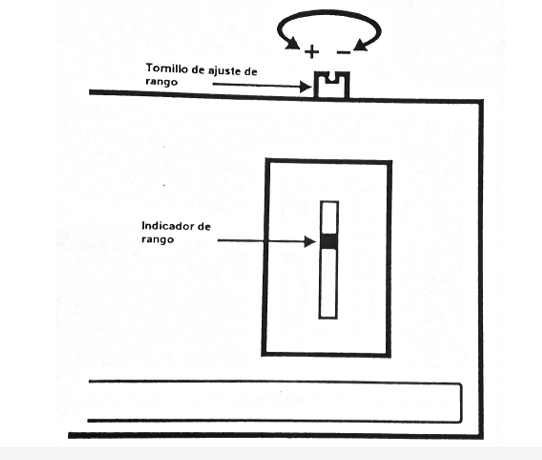 + −
Tornillo de ajuste de
rango
Indicador de
rango